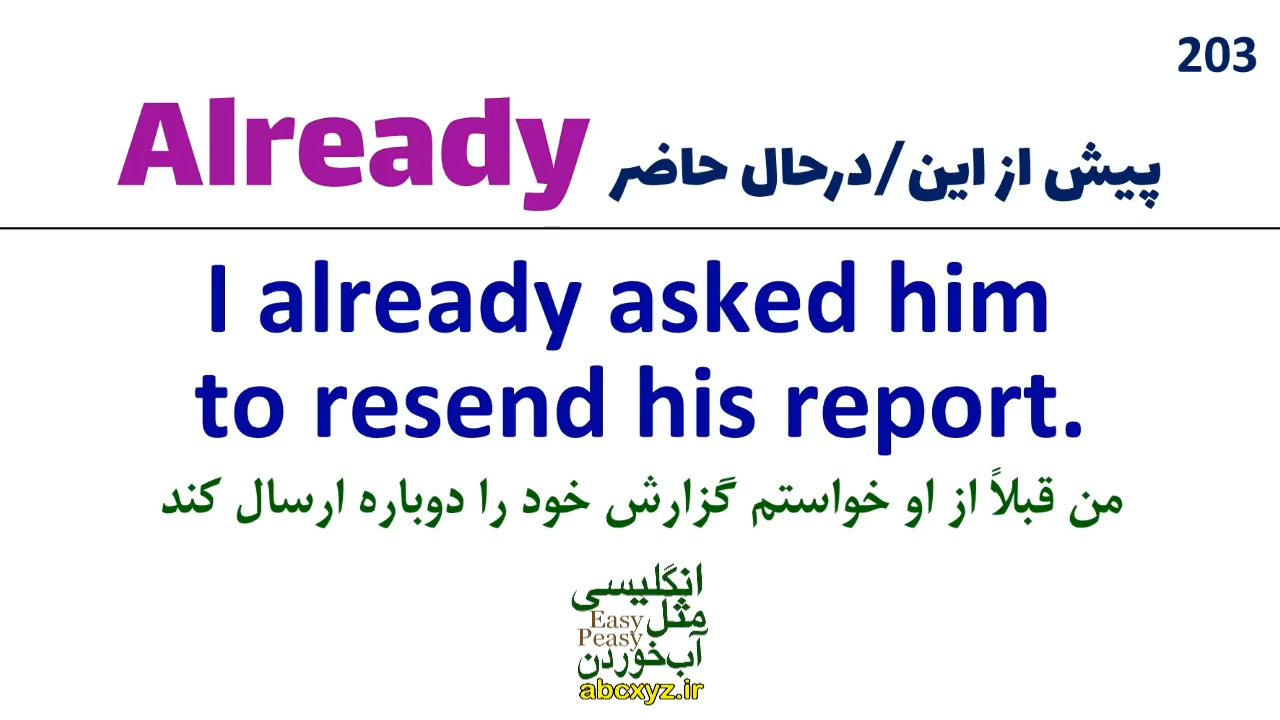 203
Already پیش از این/درحال حاضر
I already asked him
to resend his report.
من قبلاً از او خواستم گزارش خود را دوباره ارسال کند
انگلیسی
مثل Easy
Peasy
آب‌خوردن
abcxyz.ir